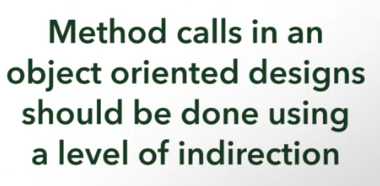 Method calls in an
object oriented designs
should be done using
a level of indirection